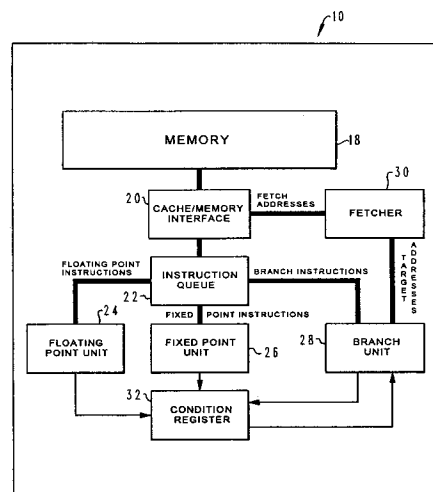 10
MEMORY
18
20
30
CACHE/MEMORY
INTERFACE
FETCH
ADDRESSES
FETCHER
FLOATING POINT
INSTRUCTIONS
INSTRUCTION
QUEUE
BRANCH INSTRUCTIONS
TARGET
ADDRESSES
22
24
FIXED POINT INSTRUCTIONS
28
FLOATING
POINT UNIT
FIXED POINT
UNIT
26
BRANCH
UNIT
32
CONDITION
REGISTER